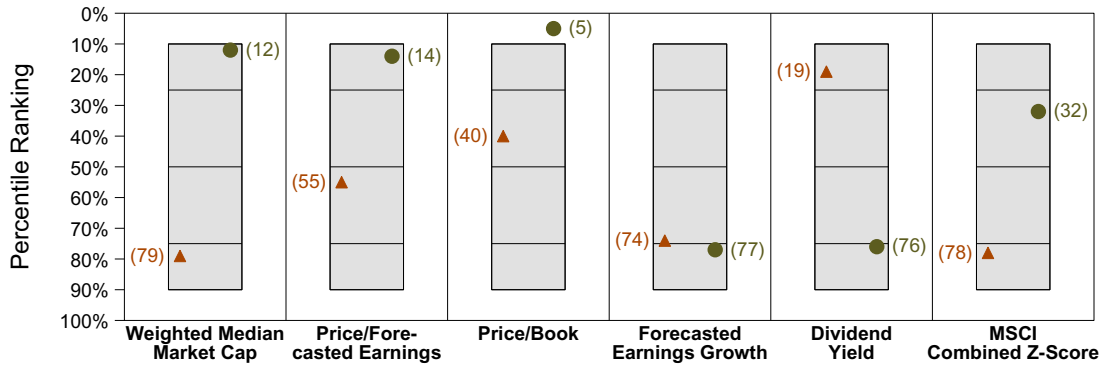 Percentile Ranking
0%
10%
20%
30%
40%
50%
60%
70%
80%
90%
100%
(12)
(79)
(14)
(55)
(5)
(40)
(74)
(77)
(19)
(76)
(32)
(78)
Weighted Median
Market Cap
Price/Fore-
casted Earnings
Price/Book
Forecasted
Earnings Growth
Dividend
Yield
MSCI
Combined Z-Score